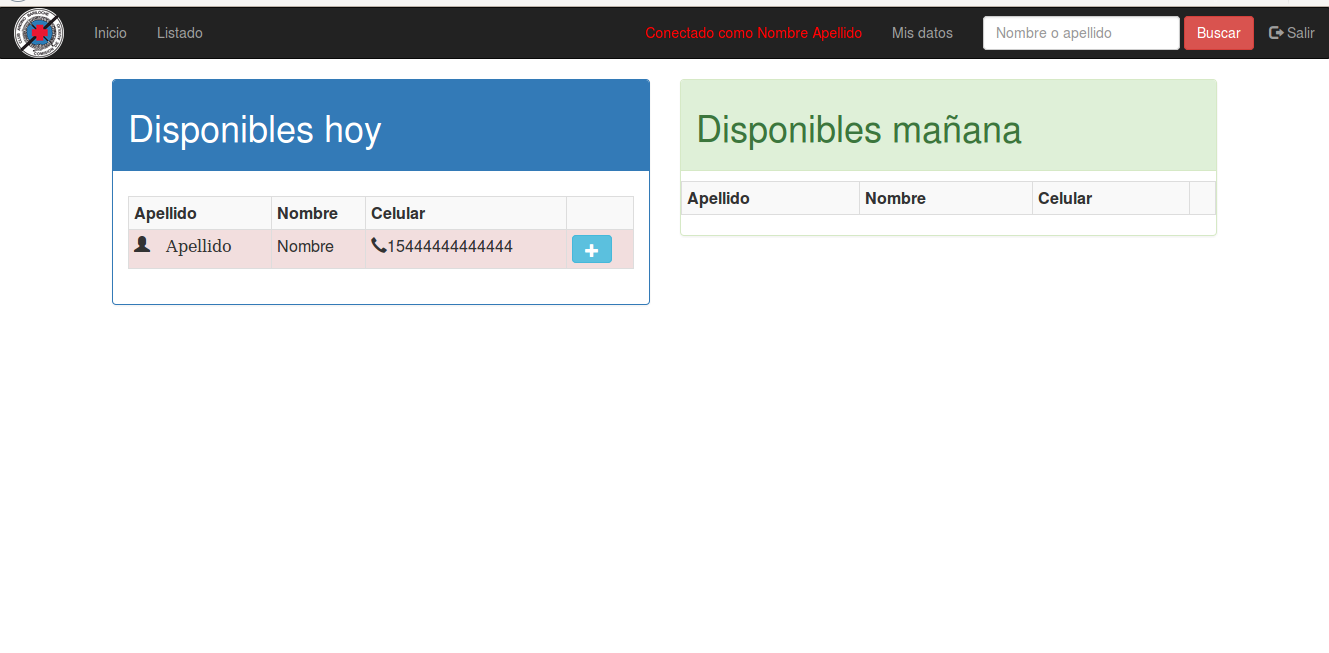 Inicio Listado Conectado como Nombre Apellido Mis datos Nombre o apellido Buscar Salir
Disponibles hoy
Apellido Nombre Celular
Apellido Nombre 15444444444444
Disponibles mañana
Apellido Nombre Celular